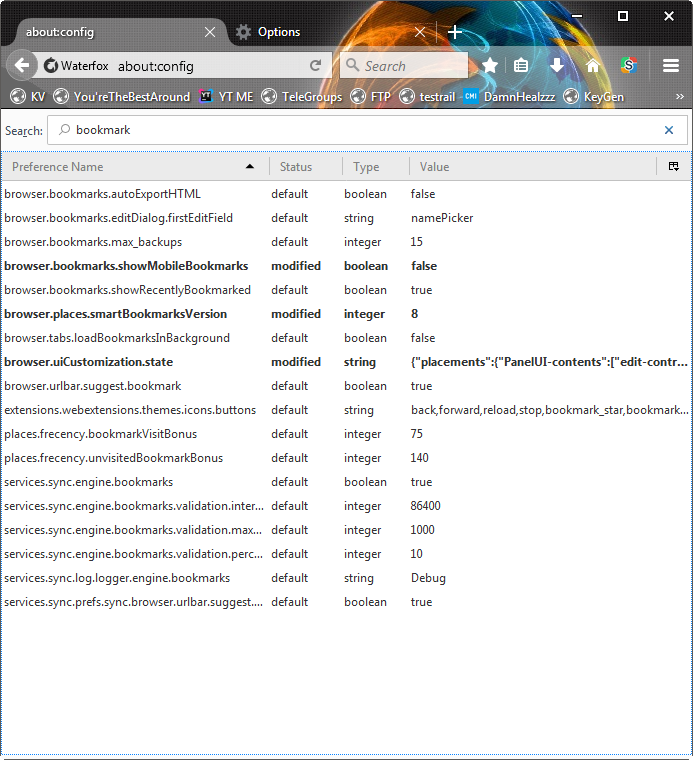 about:config Options
Waterfox about:config Search
KV You'reTheBestAround YT ME TeleGroups FTP testrail CMI DamnHealzzz KeyGen »
Search: bookmark
Preference Name Status Type Value
browser.bookmarks.autoExportHTML default boolean false
browser.bookmarks.editDialog.firstEditField default string namePicker
browser.bookmarks.max_backups default integer 15
browser.bookmarks.showMobileBookmarks modified boolean false
browser.bookmarks.showRecentlyBookmarked default boolean true
browser.places.smartBookmarksVersion modified integer 8
browser.tabs.loadBookmarksInBackground default boolean false
browser.uiCustomization.state modified string {"placements":{"PanelUI-contents":["edit-contr...
browser.urlbar.suggest.bookmark default boolean true
extensions.webextensions.themes.icons.buttons default string back,forward,reload,stop,bookmark_star,bookmark...
places.frecency.bookmarkVisitBonus default integer 75
places.frecency.unvisitedBookmarkBonus default integer 140
services.sync.engine.bookmarks default boolean true
services.sync.engine.bookmarks.validation.inter... default integer 86400
services.sync.engine.bookmarks.validation.max... default integer 1000
services.sync.engine.bookmarks.validation.perc... default integer 10
services.sync.log.logger.engine.bookmarks default string Debug
services.sync.prefs.sync.browser.urlbar.suggest.... default boolean true